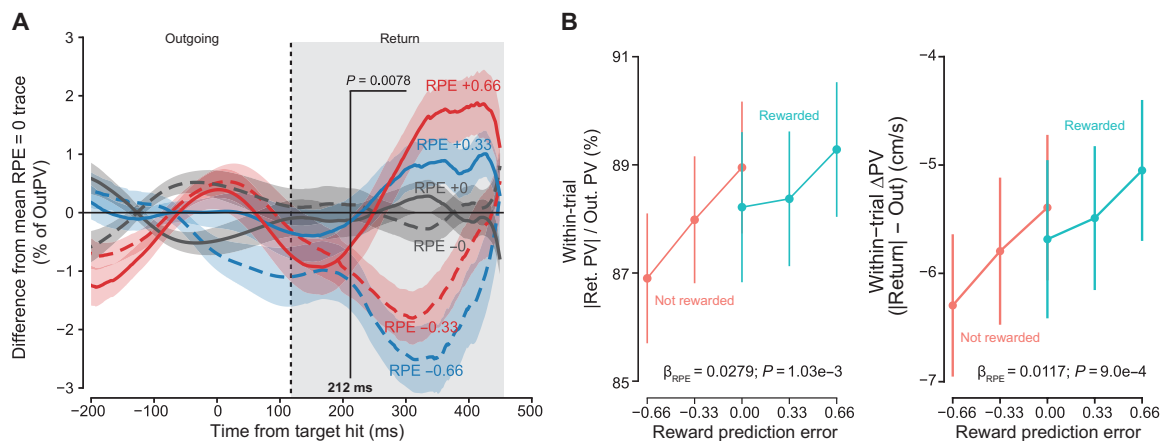 A
Difference from mean RPE = 0 trace
(% of OutPV)
3
2
1
0
−1
−2
−3
Outgoing
Return
P = 0.0078
RPE +0.66
RPE +0.33
RPE +0
RPE −0
RPE −0.33
RPE −0.66
212 ms
−200
−100
0
100
200
300
400
500
Time from target hit (ms)
B
Within-trial
|Ret. PV| / Out. PV (%)
91
89
87
85
Rewarded
Not rewarded
βRPE = 0.0279; P = 1.03e−3
−0.66
−0.33
0.00
0.33
0.66
Reward prediction error
Within−trial ΔPV
(|Return| − Out) (cm/s)
−4
−5
−6
−7
Rewarded
Not rewarded
βRPE = 0.0117; P = 9.0e−4
−0.66
−0.33
0.00
0.33
0.66
Reward prediction error